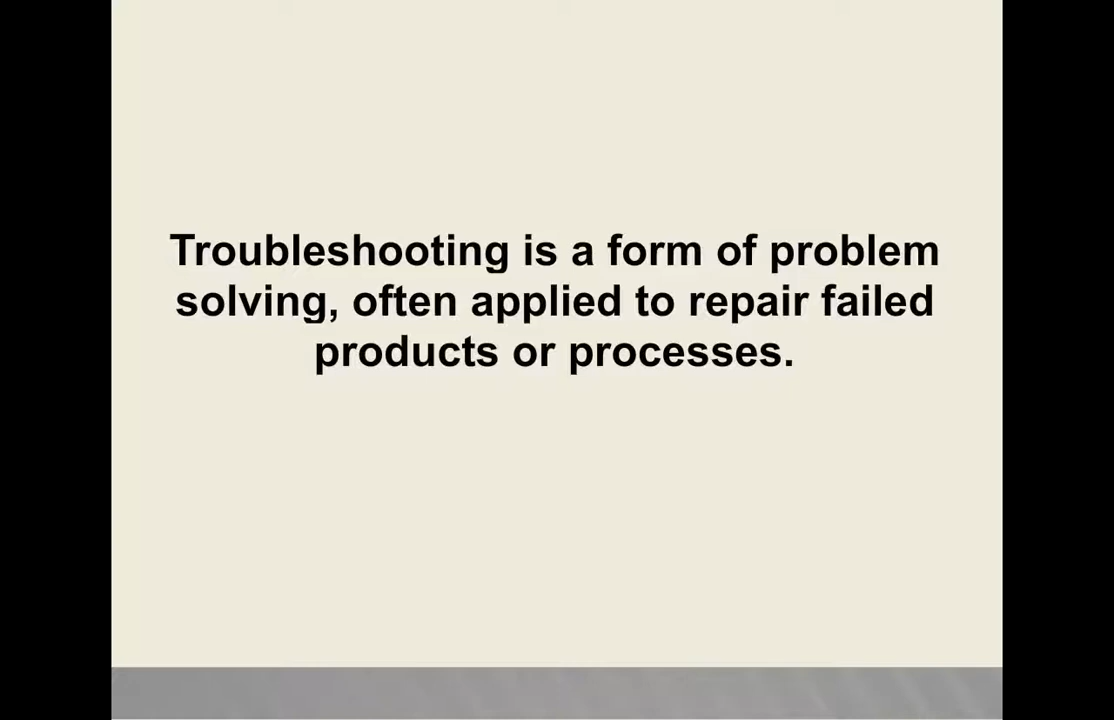 Troubleshooting is a form of problem
solving, often applied to repair failed
products or processes.